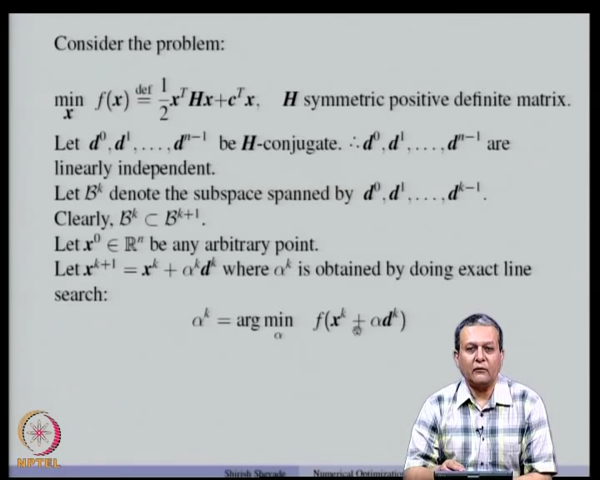 Consider the problem:
min f(x) def= 1/2 xᵀHx+cᵀx, H symmetric positive definite matrix.
x
Let d⁰, d¹, . . . , dⁿ⁻¹ be H-conjugate. ∴ d⁰, d¹, . . . , dⁿ⁻¹ are
linearly independent.
Let Bᵏ denote the subspace spanned by d⁰, d¹, . . . , dᵏ⁻¹.
Clearly, Bᵏ ⊂ Bᵏ⁺¹.
Let x⁰ ∈ ℝⁿ be any arbitrary point.
Let xᵏ⁺¹ = xᵏ + αᵏdᵏ where αᵏ is obtained by doing exact line
search:
αᵏ = arg min f(xᵏ + αdᵏ)
α
NPTEL
Shirish Shevade Numerical Optimization